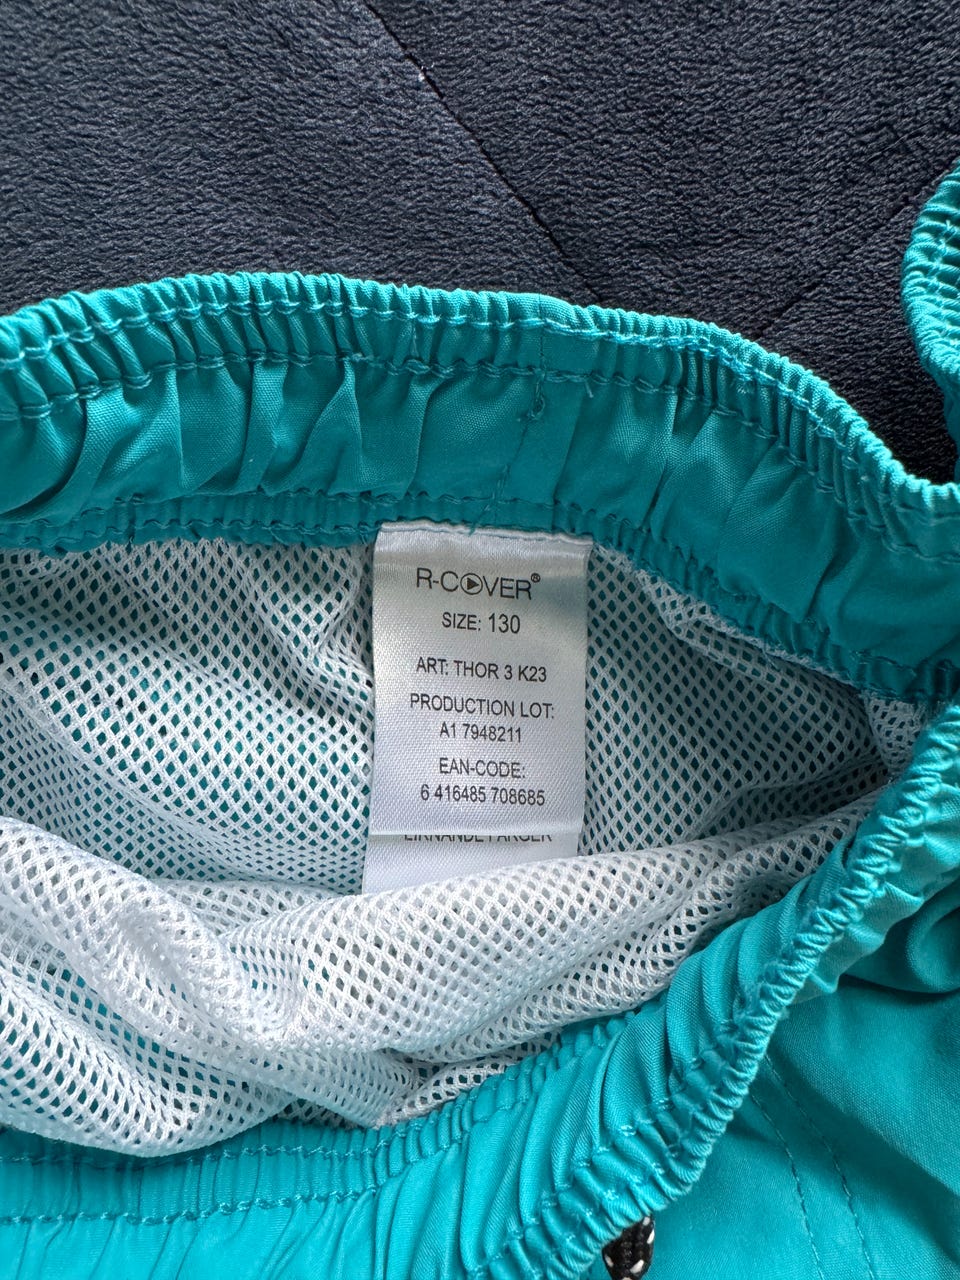 R-COVER®
SIZE: 130
ART: THOR 3 K23
PRODUCTION LOT:
A1 7948211
EAN-CODE:
6 416485 708685